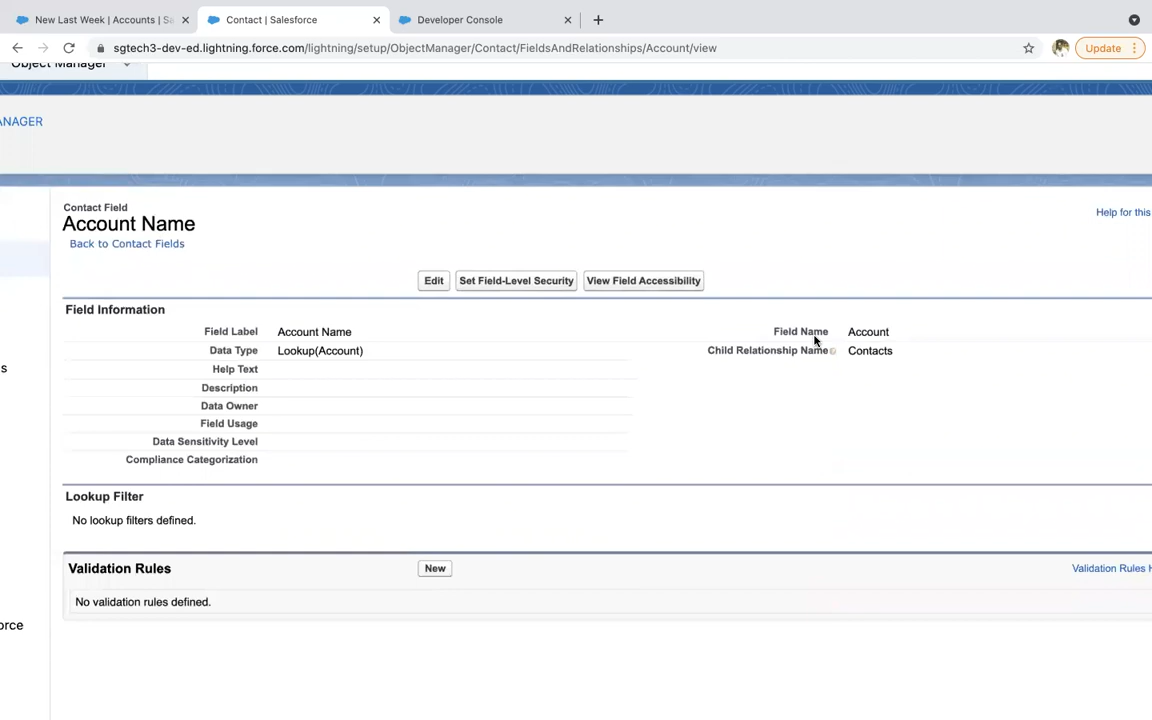 New Last Week | Accounts | Sa
Contact | Salesforce
Developer Console
sgtech3-dev-ed.lightning.force.com/lightning/setup/ObjectManager/Contact/FieldsAndRelationships/Account/view
Update
Object Manager
ANAGER
Contact Field
Account Name
Help for this
Back to Contact Fields
Edit Set Field-Level Security View Field Accessibility
Field Information
Field Label Account Name Field Name Account
Data Type Lookup(Account) Child Relationship Name Contacts
Help Text
s
Description
Data Owner
Field Usage
Data Sensitivity Level
Compliance Categorization
Lookup Filter
No lookup filters defined.
Validation Rules New Validation Rules H
No validation rules defined.
orce